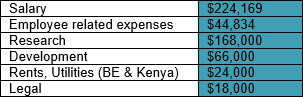 Salary $224,169
Employee related expenses $44,834
Research $168,000
Development $66,000
Rents, Utilities (BE & Kenya) $24,000
Legal $18,000